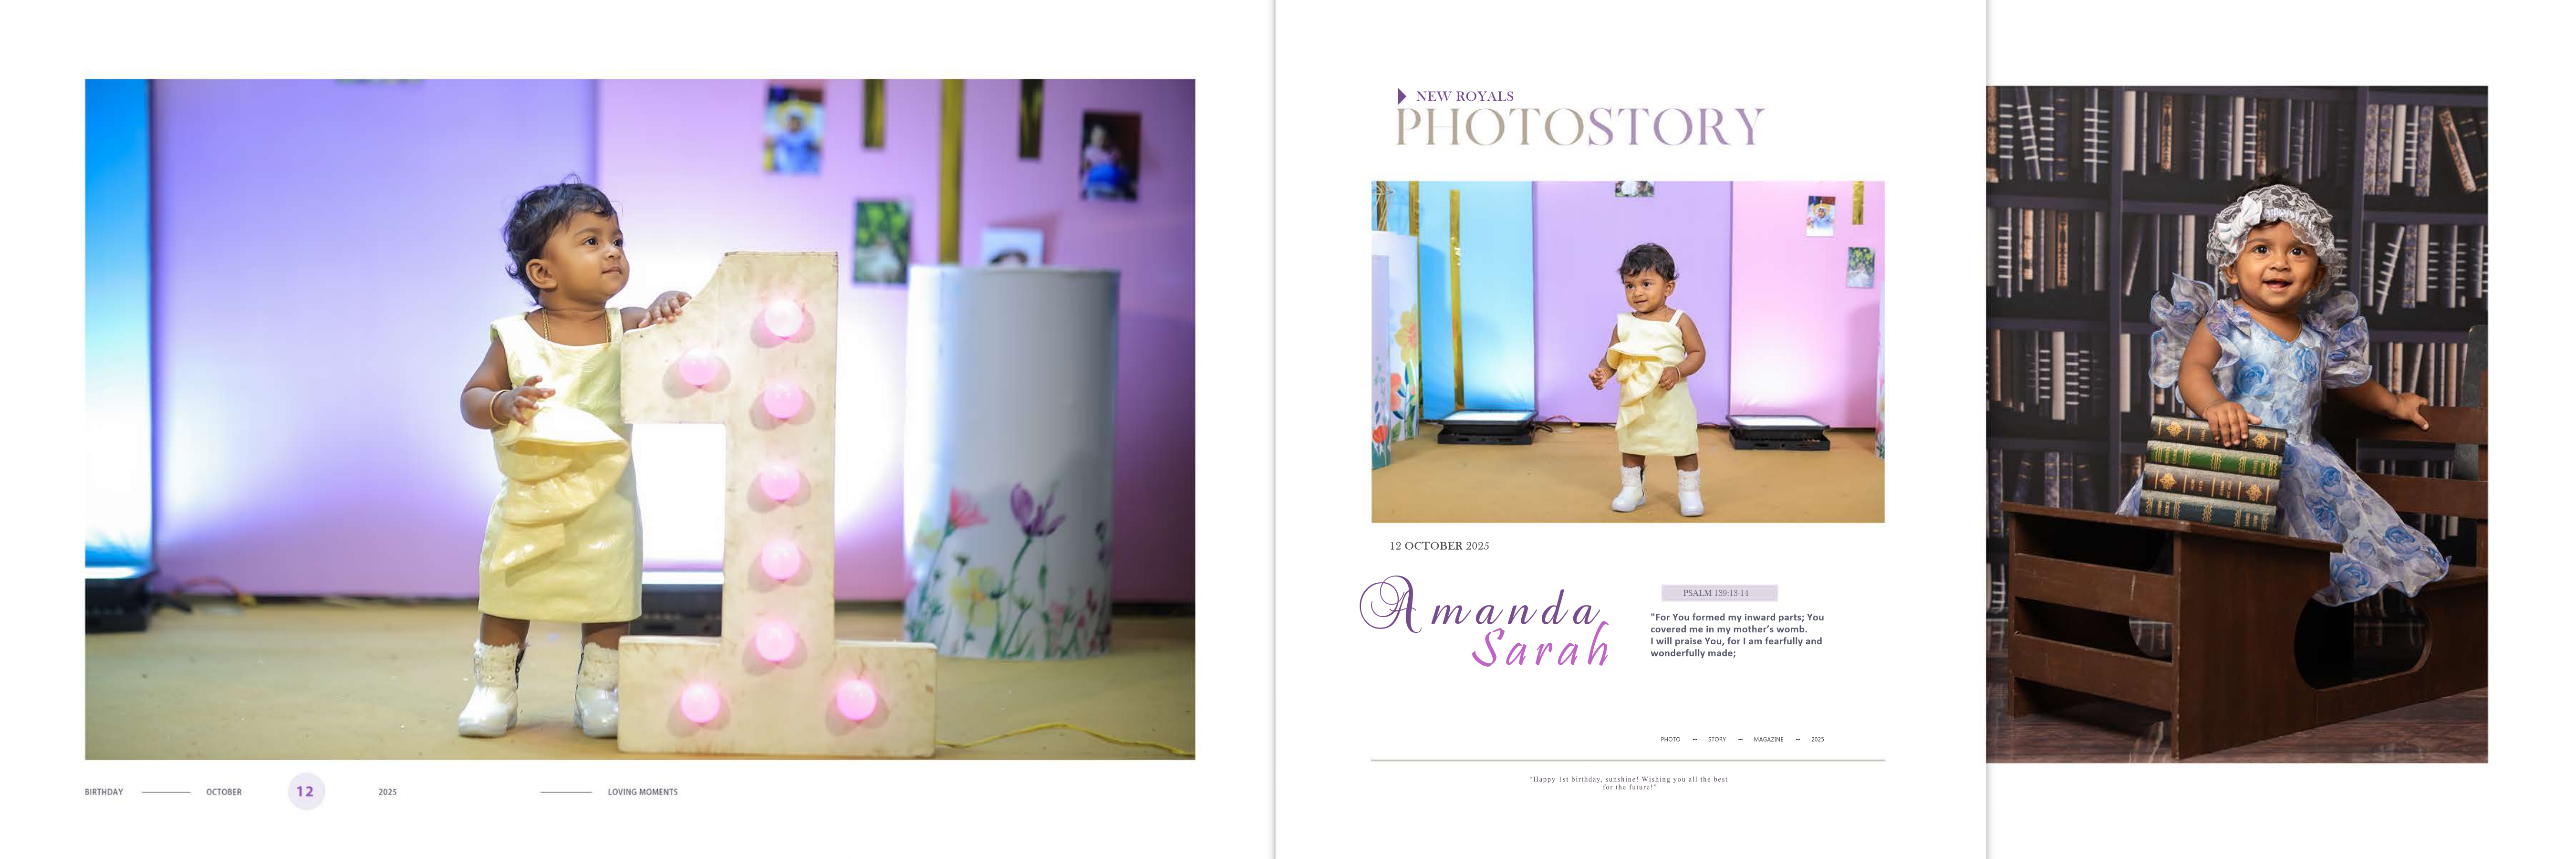 BIRTHDAY OCTOBER 12 2025 LOVING MOMENTS
NEW ROYALS
PHOTOSTORY
12 OCTOBER 2025
Amanda
Sarah
PSALM 139:13-14
"For You formed my inward parts; You
covered me in my mother's womb.
I will praise You, for I am fearfully and
wonderfully made;
PHOTO – STORY – MAGAZINE – 2025
"Happy 1st birthday, sunshine! Wishing you all the best
for the future!"